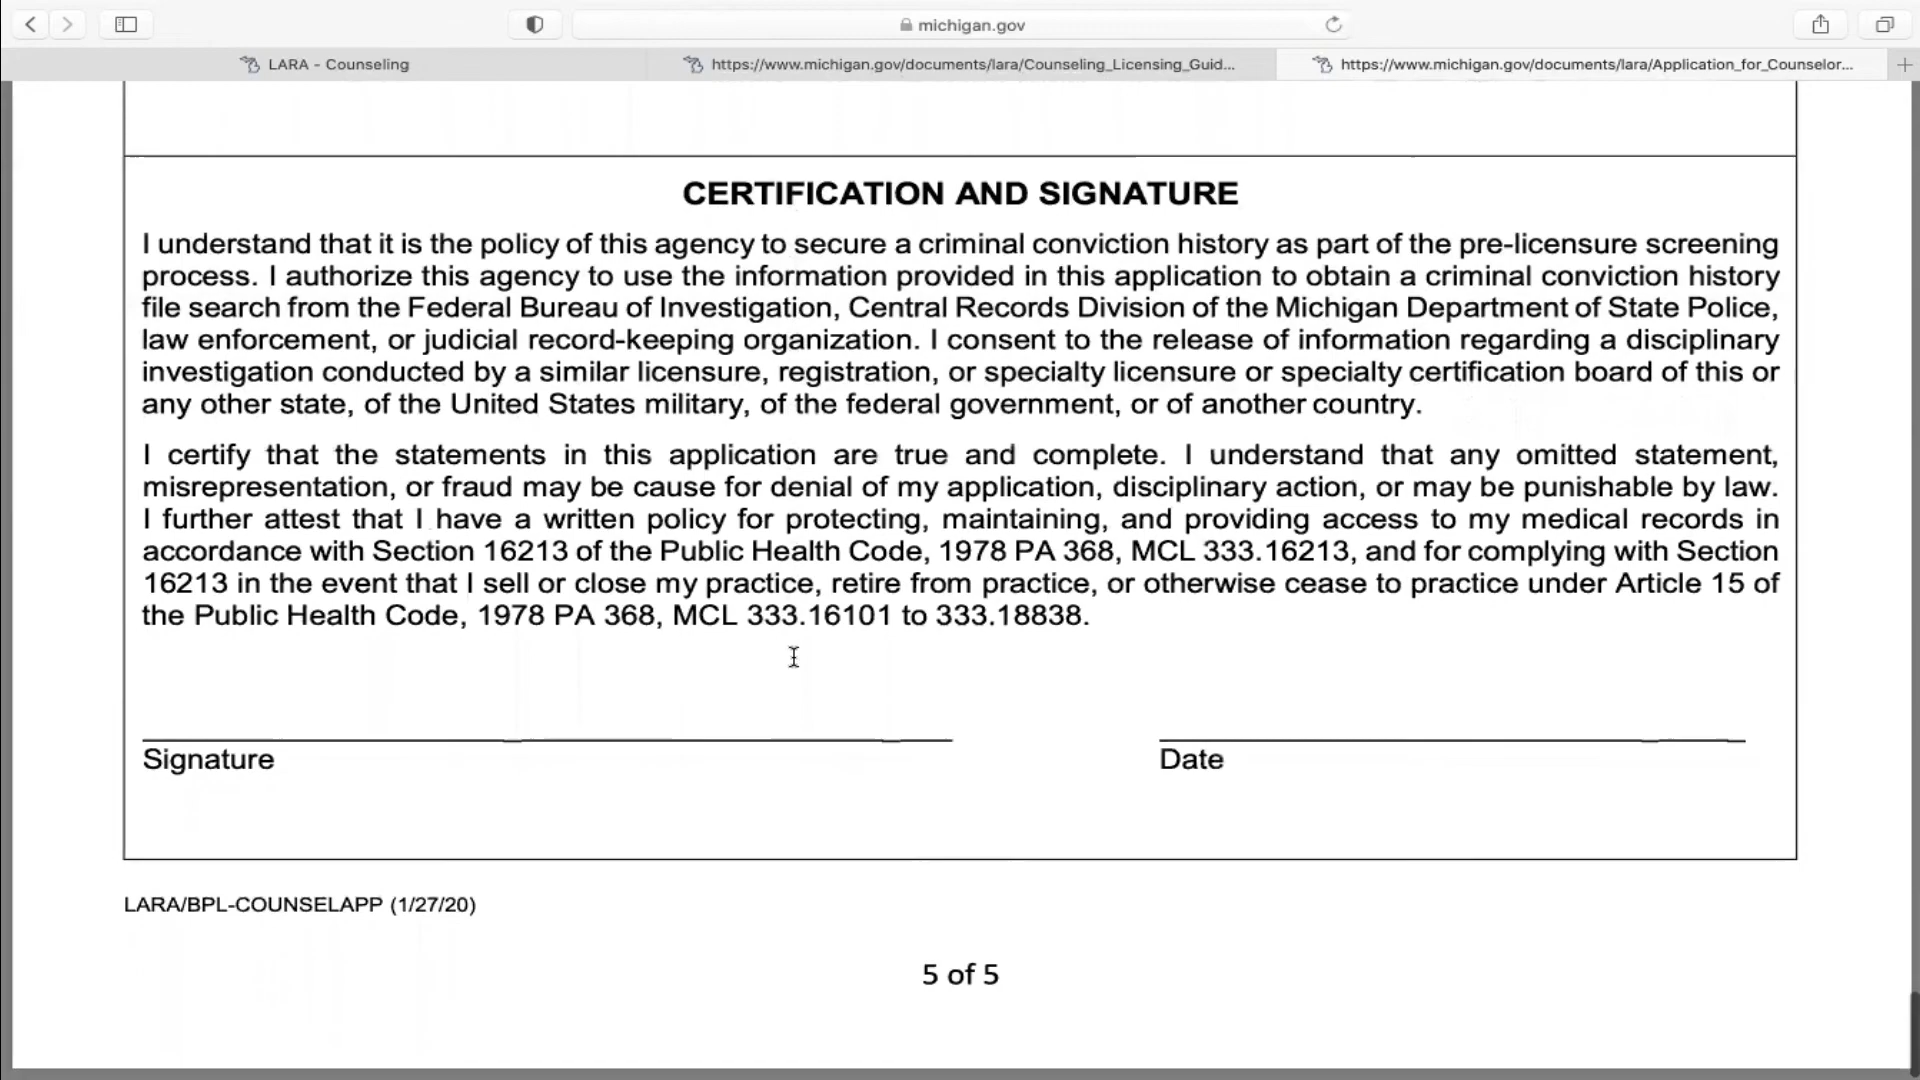 michigan.gov
LARA - Counseling
https://www.michigan.gov/documents/lara/Counseling_Licensing_Guid...
https://www.michigan.gov/documents/lara/Application_for_Counselor...
CERTIFICATION AND SIGNATURE
I understand that it is the policy of this agency to secure a criminal conviction history as part of the pre-licensure screening
process. I authorize this agency to use the information provided in this application to obtain a criminal conviction history
file search from the Federal Bureau of Investigation, Central Records Division of the Michigan Department of State Police,
law enforcement, or judicial record-keeping organization. I consent to the release of information regarding a disciplinary
investigation conducted by a similar licensure, registration, or specialty licensure or specialty certification board of this or
any other state, of the United States military, of the federal government, or of another country.
I certify that the statements in this application are true and complete. I understand that any omitted statement,
misrepresentation, or fraud may be cause for denial of my application, disciplinary action, or may be punishable by law.
I further attest that I have a written policy for protecting, maintaining, and providing access to my medical records in
accordance with Section 16213 of the Public Health Code, 1978 PA 368, MCL 333.16213, and for complying with Section
16213 in the event that I sell or close my practice, retire from practice, or otherwise cease to practice under Article 15 of
the Public Health Code, 1978 PA 368, MCL 333.16101 to 333.18838.
Signature
Date
LARA/BPL-COUNSELAPP (1/27/20)
5 of 5